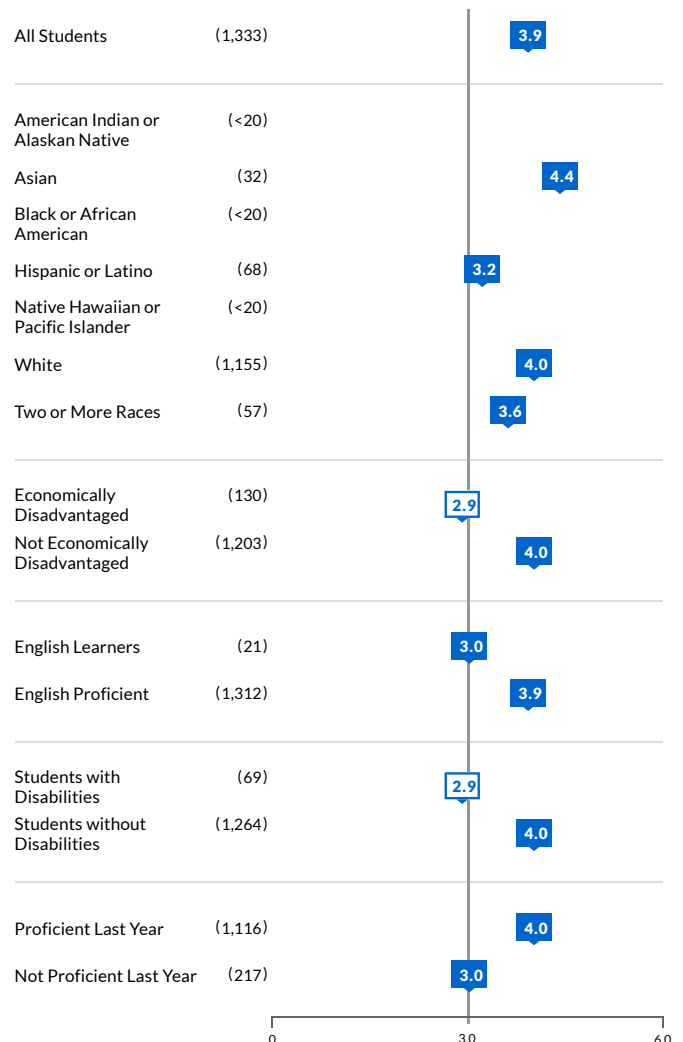 All Students (1,333) 3.9
American Indian or (<20)
Alaskan Native
Asian (32) 4.4
Black or African (<20)
American
Hispanic or Latino (68) 3.2
Native Hawaiian or (<20)
Pacific Islander
White (1,155) 4.0
Two or More Races (57) 3.6
Economically (130) 2.9
Disadvantaged
Not Economically (1,203) 4.0
Disadvantaged
English Learners (21) 3.0
English Proficient (1,312) 3.9
Students with (69) 2.9
Disabilities
Students without (1,264) 4.0
Disabilities
Proficient Last Year (1,116) 4.0
Not Proficient Last Year (217) 3.0
0 3.0 6.0